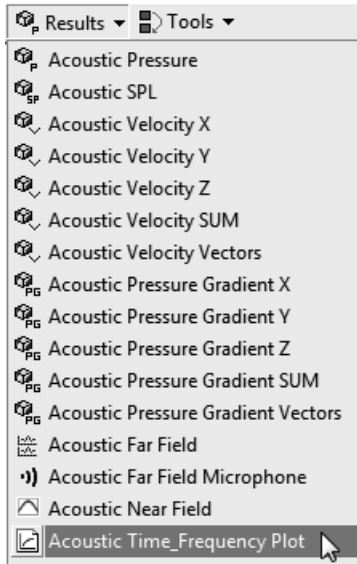 Results Tools
Acoustic Pressure
Acoustic SPL
Acoustic Velocity X
Acoustic Velocity Y
Acoustic Velocity Z
Acoustic Velocity SUM
Acoustic Velocity Vectors
Acoustic Pressure Gradient X
Acoustic Pressure Gradient Y
Acoustic Pressure Gradient Z
Acoustic Pressure Gradient SUM
Acoustic Pressure Gradient Vectors
Acoustic Far Field
Acoustic Far Field Microphone
Acoustic Near Field
Acoustic Time_Frequency Plot